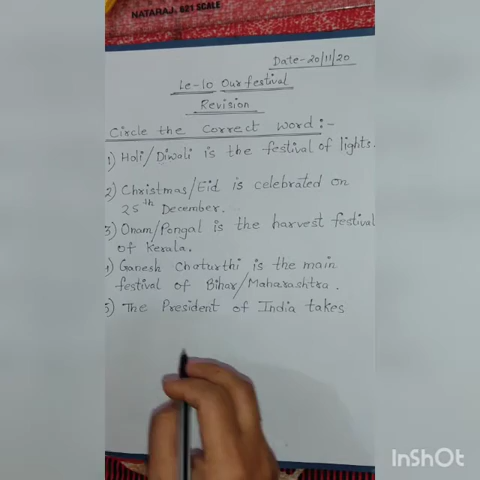 NATARAJ, 621 SCALE
Date-20/11/20
Le-10 Our festival
Revision
Circle the Correct Word:-
1) Holi/Diwali is the festival of lights.
2) Christmas/Eid is celebrated on
25th December.
3) Onam/Pongal is the harvest festival
of Kerala.
4) Ganesh Chaturthi is the main
festival of Bihar/Maharashtra.
5) The President of India takes
InShOt